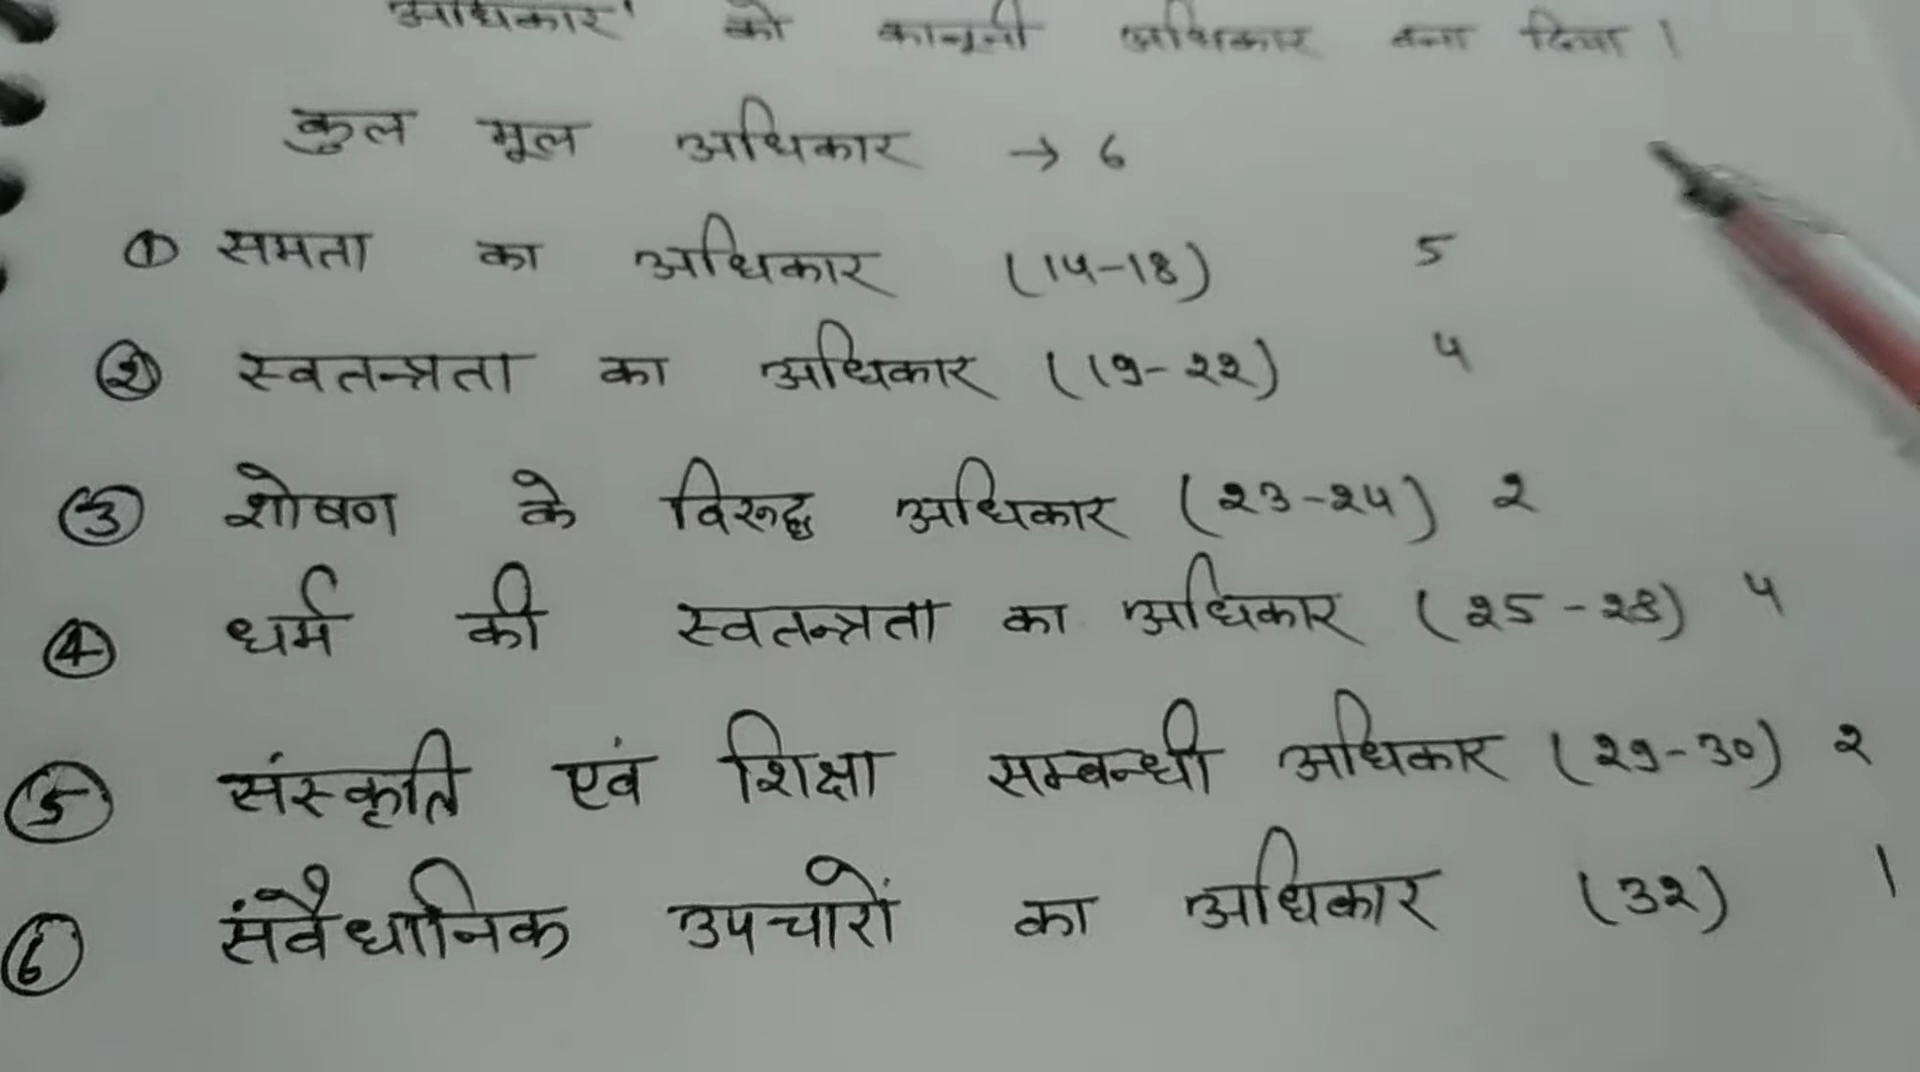 अधिकार' को कानूनी अधिकार बना दिया।
कुल मूल अधिकार → 6
① समता का अधिकार (14-18) 5
② स्वतन्त्रता का अधिकार (19-22) 4
③ शोषण के विरुद्ध अधिकार (23-24) 2
④ धर्म की स्वतन्त्रता का अधिकार (25-28) 4
⑤ संस्कृति एवं शिक्षा सम्बन्धी अधिकार (29-30) 2
⑥ संवैधानिक उपचारों का अधिकार (32) 1